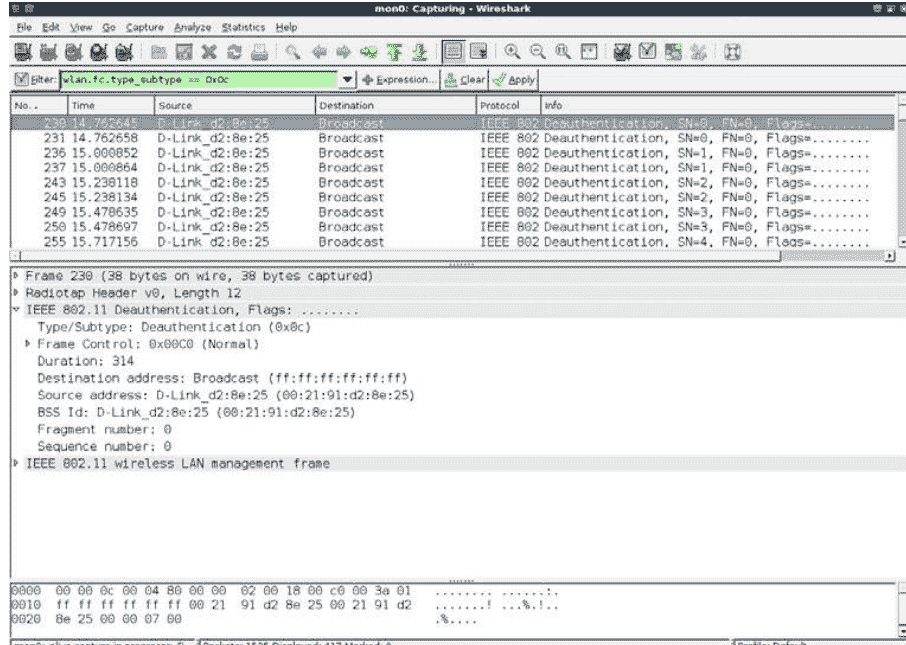 mon0: Capturing - Wireshark
File Edit View Go Capture Analyze Statistics Help
Filter: wlan.fc.type_subtype == 0x0c Expression... Clear Apply
No. . Time Source Destination Protocol Info
230 14.762645 D-Link_d2:8e:25 Broadcast IEEE 802 Deauthentication, SN=0, FN=0, Flags=........
231 14.762658 D-Link_d2:8e:25 Broadcast IEEE 802 Deauthentication, SN=0, FN=0, Flags=........
236 15.000852 D-Link_d2:8e:25 Broadcast IEEE 802 Deauthentication, SN=1, FN=0, Flags=........
237 15.000864 D-Link_d2:8e:25 Broadcast IEEE 802 Deauthentication, SN=1, FN=0, Flags=........
243 15.238118 D-Link_d2:8e:25 Broadcast IEEE 802 Deauthentication, SN=2, FN=0, Flags=........
245 15.238134 D-Link_d2:8e:25 Broadcast IEEE 802 Deauthentication, SN=2, FN=0, Flags=........
249 15.478635 D-Link_d2:8e:25 Broadcast IEEE 802 Deauthentication, SN=3, FN=0, Flags=........
250 15.478697 D-Link_d2:8e:25 Broadcast IEEE 802 Deauthentication, SN=3, FN=0, Flags=........
255 15.717156 D-Link_d2:8e:25 Broadcast IEEE 802 Deauthentication, SN=4, FN=0, Flags=........
Frame 230 (38 bytes on wire, 38 bytes captured)
Radiotap Header v0, Length 12
IEEE 802.11 Deauthentication, Flags: ........
Type/Subtype: Deauthentication (0x0c)
Frame Control: 0x00C0 (Normal)
Duration: 314
Destination address: Broadcast (ff:ff:ff:ff:ff:ff)
Source address: D-Link_d2:8e:25 (00:21:91:d2:8e:25)
BSS Id: D-Link_d2:8e:25 (00:21:91:d2:8e:25)
Fragment number: 0
Sequence number: 0
IEEE 802.11 wireless LAN management frame
0000 00 00 0c 00 04 80 00 00 02 00 18 00 c0 00 3a 01 ........ ......:.
0010 ff ff ff ff ff ff 00 21 91 d2 8e 25 00 21 91 d2 .......! ...%.!..
0020 8e 25 00 00 07 00 .%....